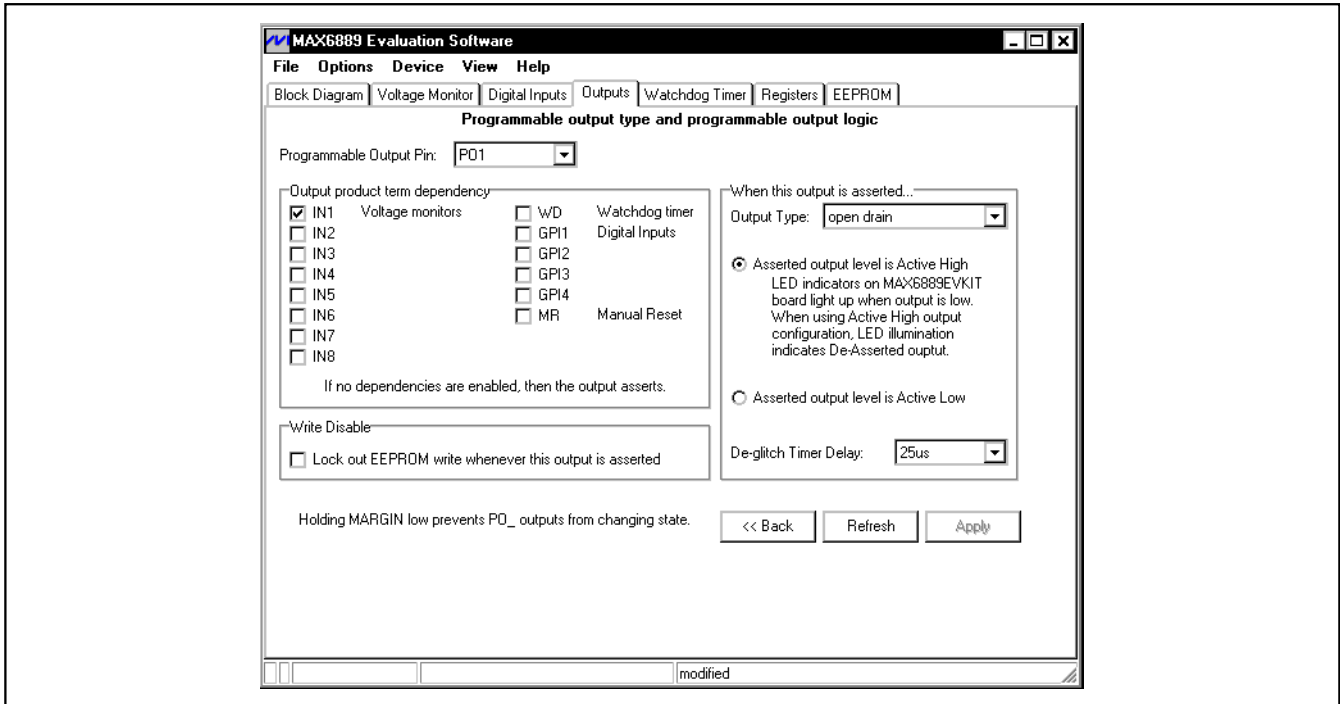 MAX6889 Evaluation Software
File Options Device View Help
Block Diagram Voltage Monitor Digital Inputs Outputs Watchdog Timer Registers EEPROM
Programmable output type and programmable output logic
Programmable Output Pin: PO1
Output product term dependency
IN1 Voltage monitors WD Watchdog timer
IN2 GPI1 Digital Inputs
IN3 GPI2
IN4 GPI3
IN5 GPI4
IN6 MR Manual Reset
IN7
IN8
If no dependencies are enabled, then the output asserts.
Write Disable
Lock out EEPROM write whenever this output is asserted
When this output is asserted...
Output Type: open drain
Asserted output level is Active High
LED indicators on MAX6889EVKIT
board light up when output is low.
When using Active High output
configuration, LED illumination
indicates De-Asserted ouptut.
Asserted output level is Active Low
De-glitch Timer Delay: 25us
Holding MARGIN low prevents PO_ outputs from changing state.
<< Back Refresh Apply
modified